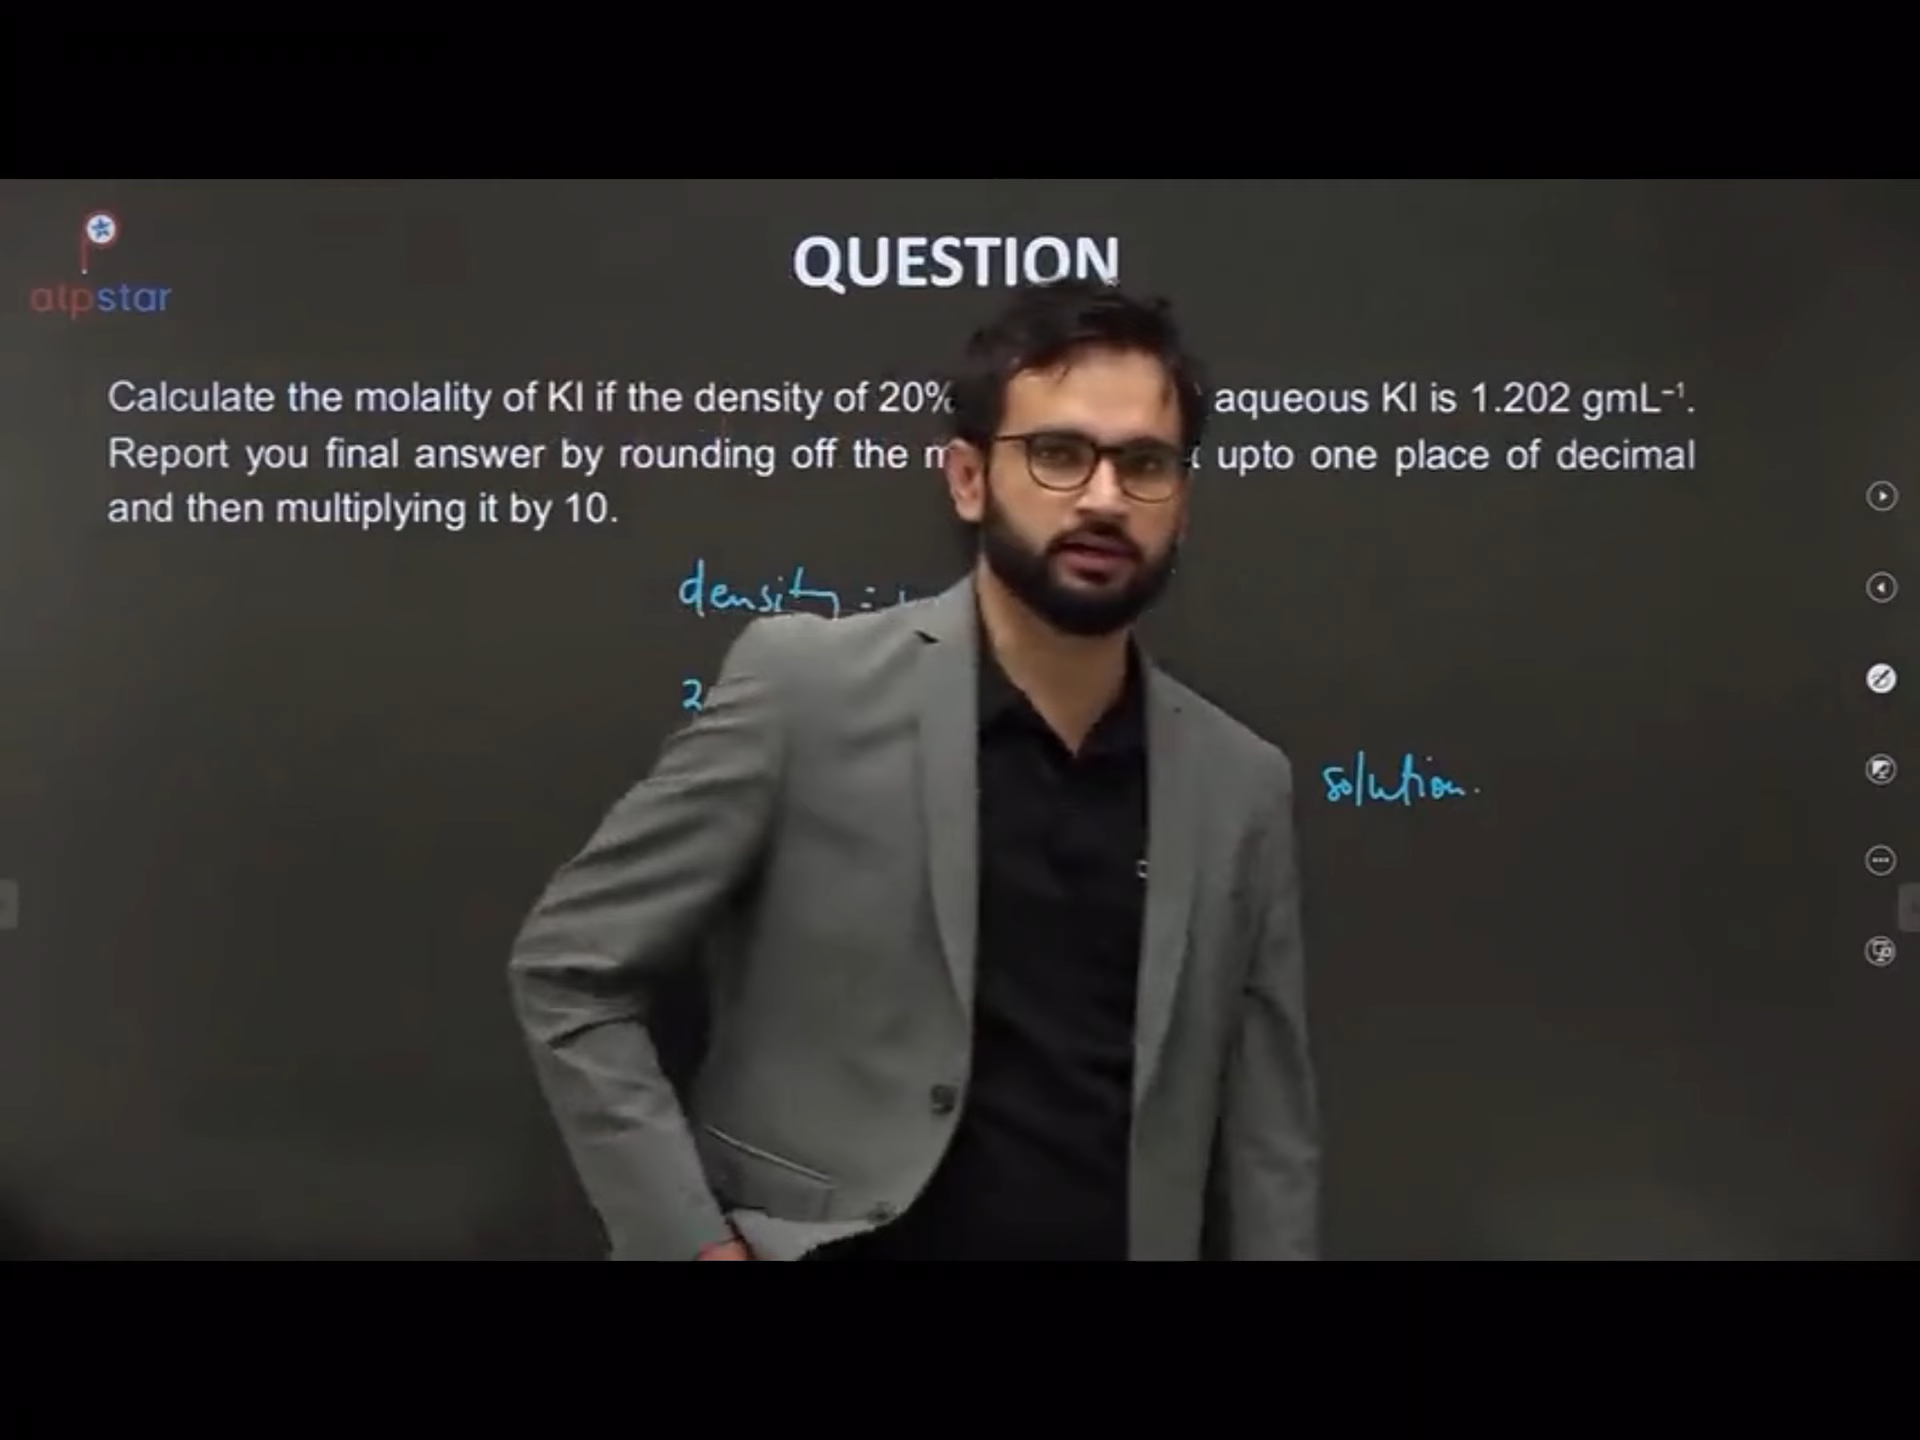 alpstar
QUESTION
Calculate the molality of KI if the density of 20% aqueous KI is 1.202 gmL⁻¹.
Report you final answer by rounding off the upto one place of decimal
and then multiplying it by 10.
density :
2
solution.